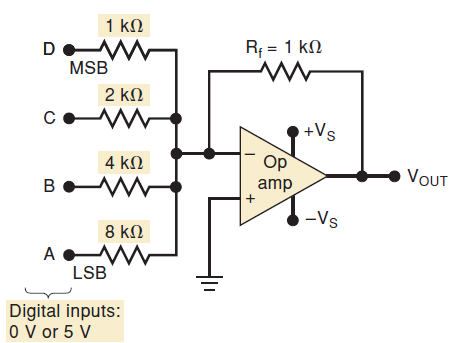 1 kΩ
D
MSB
R_f = 1 kΩ
2 kΩ
C
+V_S
4 kΩ
−
Op
amp
B
V_OUT
+
8 kΩ
−V_S
A
LSB
Digital inputs:
0 V or 5 V